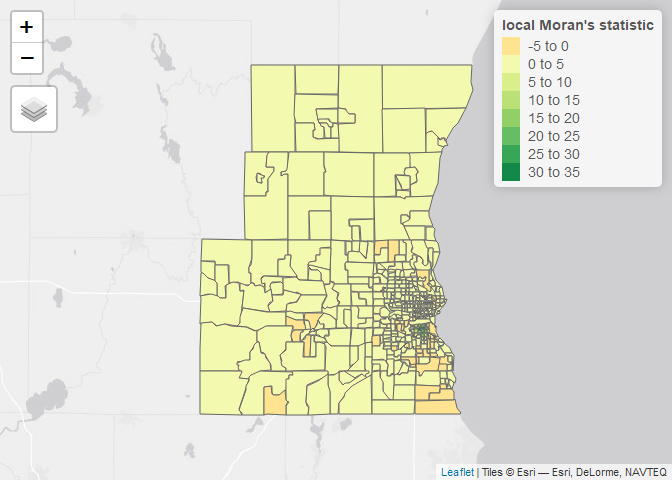 +
−
local Moran's statistic
-5 to 0
0 to 5
5 to 10
10 to 15
15 to 20
20 to 25
25 to 30
30 to 35
Leaflet | Tiles © Esri — Esri, DeLorme, NAVTEQ